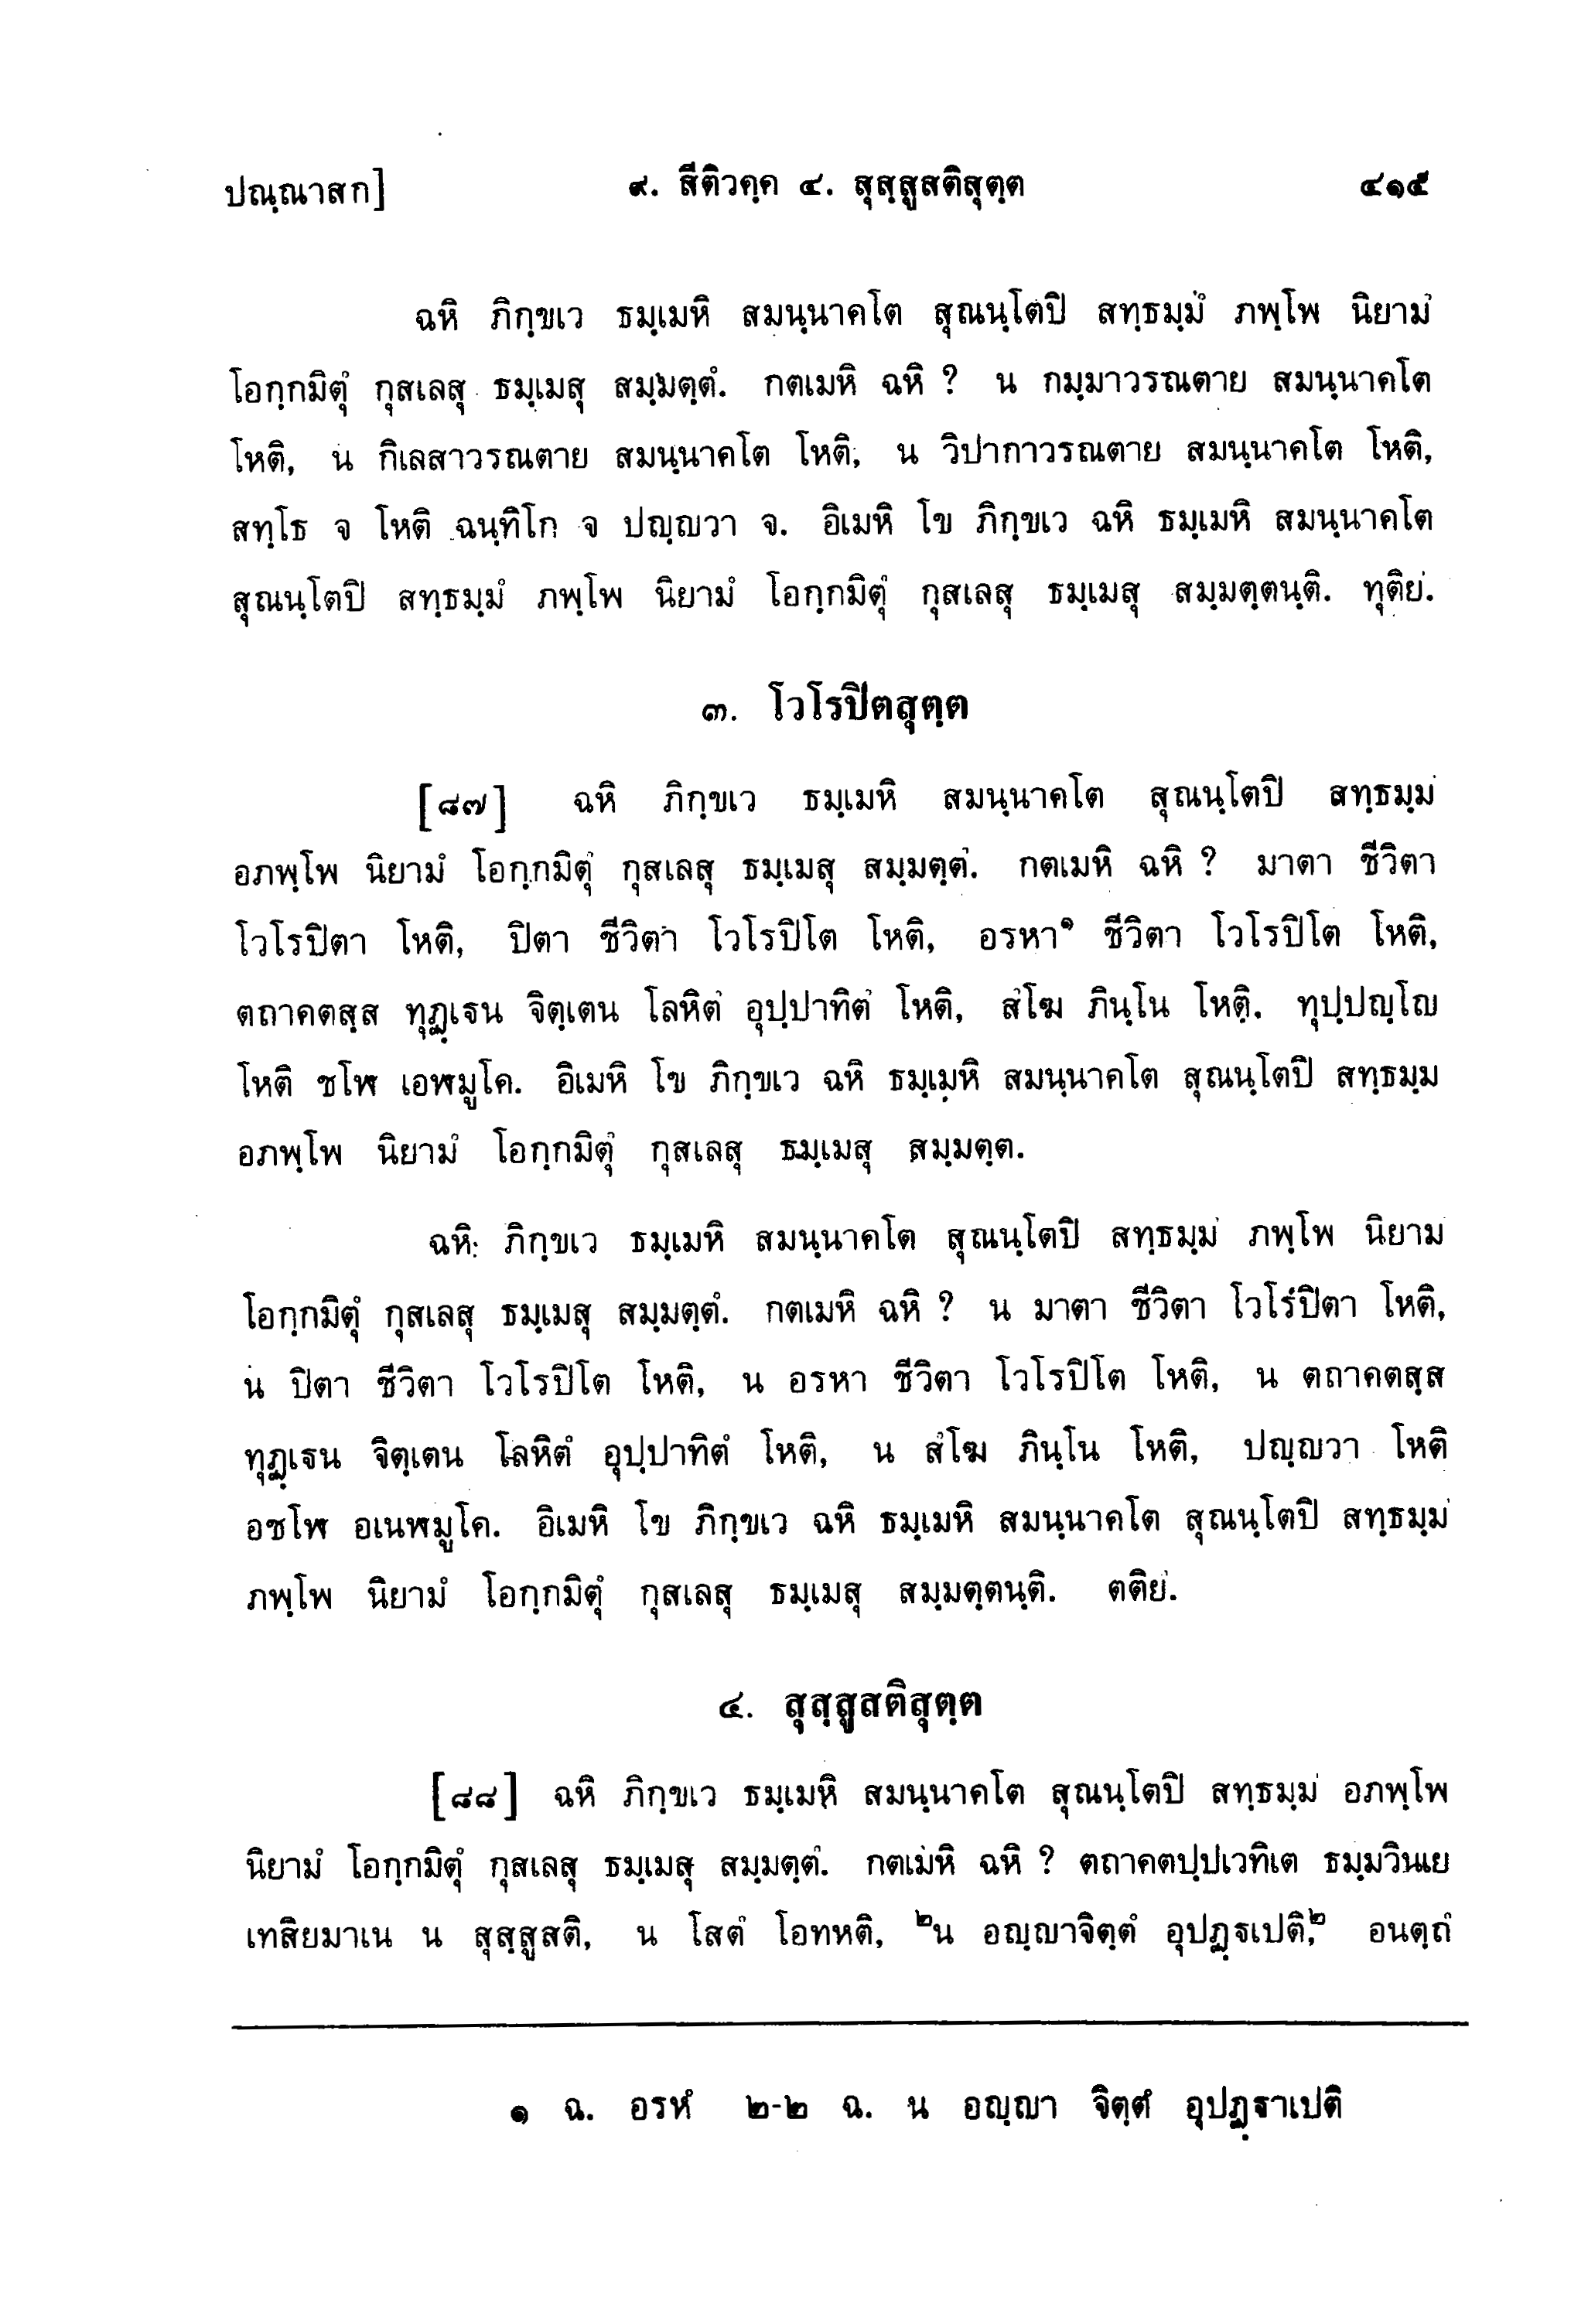 ปณฺณาสก]	๙. สีติวคฺค ๔. สุสฺสูสติสุตฺต	๔๑๕
ฉหิ ภิกฺขเว ธมฺเมหิ สมนฺนาคโต สุณนฺโตปิ สทฺธมฺมํ ภพฺโพ นิยามํ
โอกฺกมิตุํ กุสเลสุ ธมฺเมสุ สมฺมตฺตํ. กตเมหิ ฉหิ ? น กมฺมาวรณตาย สมนฺนาคโต
โหติ, น กิเลสาวรณตาย สมนฺนาคโต โหติ, น วิปากาวรณตาย สมนฺนาคโต โหติ,
สทฺโธ จ โหติ ฉนฺทิโก จ ปญฺญวา จ. อิเมหิ โข ภิกฺขเว ฉหิ ธมฺเมหิ สมนฺนาคโต
สุณนฺโตปิ สทฺธมฺมํ ภพฺโพ นิยามํ โอกฺกมิตุํ กุสเลสุ ธมฺเมสุ สมฺมตฺตนฺติ. ทุติยํ.
๓. โวโรปิตสุตฺต
[๘๗] ฉหิ ภิกฺขเว ธมฺเมหิ สมนฺนาคโต สุณนฺโตปิ สทฺธมฺมํ
อภพฺโพ นิยามํ โอกฺกมิตุํ กุสเลสุ ธมฺเมสุ สมฺมตฺตํ. กตเมหิ ฉหิ ? มาตา ชีวิตา
โวโรปิตา โหติ, ปิตา ชีวิตา โวโรปิโต โหติ, อรหา๑ ชีวิตา โวโรปิโต โหติ,
ตถาคตสฺส ทุฏฺเฐน จิตฺเตน โลหิตํ อุปฺปาทิตํ โหติ, สํโฆ ภินฺโน โหติ, ทุปฺปญฺโญ
โหติ ชโฬ เอฬมูโค. อิเมหิ โข ภิกฺขเว ฉหิ ธมฺเมหิ สมนฺนาคโต สุณนฺโตปิ สทฺธมฺม
อภพฺโพ นิยามํ โอกฺกมิตุํ กุสเลสุ ธมฺเมสุ สมฺมตฺต.
ฉหิ ภิกฺขเว ธมฺเมหิ สมนฺนาคโต สุณนฺโตปิ สทฺธมฺมํ ภพฺโพ นิยาม
โอกฺกมิตุํ กุสเลสุ ธมฺเมสุ สมฺมตฺตํ. กตเมหิ ฉหิ ? น มาตา ชีวิตา โวโรปิตา โหติ,
น ปิตา ชีวิตา โวโรปิโต โหติ, น อรหา ชีวิตา โวโรปิโต โหติ, น ตถาคตสฺส
ทุฏฺเฐน จิตฺเตน โลหิตํ อุปฺปาทิตํ โหติ, น สํโฆ ภินฺโน โหติ, ปญฺญวา โหติ
อชโฬ อเนฬมูโค. อิเมหิ โข ภิกฺขเว ฉหิ ธมฺเมหิ สมนฺนาคโต สุณนฺโตปิ สทฺธมฺมํ
ภพฺโพ นิยามํ โอกฺกมิตุํ กุสเลสุ ธมฺเมสุ สมฺมตฺตนฺติ. ตติยํ.
๔. สุสฺสูสติสุตฺต
[๘๘] ฉหิ ภิกฺขเว ธมฺเมหิ สมนฺนาคโต สุณนฺโตปิ สทฺธมฺมํ อภพฺโพ
นิยามํ โอกฺกมิตุํ กุสเลสุ ธมฺเมสุ สมฺมตฺตํ. กตเมหิ ฉหิ ? ตถาคตปฺปเวทิเต ธมฺมวินเย
เทสิยมาเน น สุสฺสูสติ, น โสตํ โอทหติ, ๒น อญฺญาจิตฺตํ อุปฏฺฐเปติ,๒ อนตฺถํ
๑ ฉ. อรหํ ๒-๒ ฉ. น อญฺญา จิตฺตํ อุปฏฺฐาเปติ